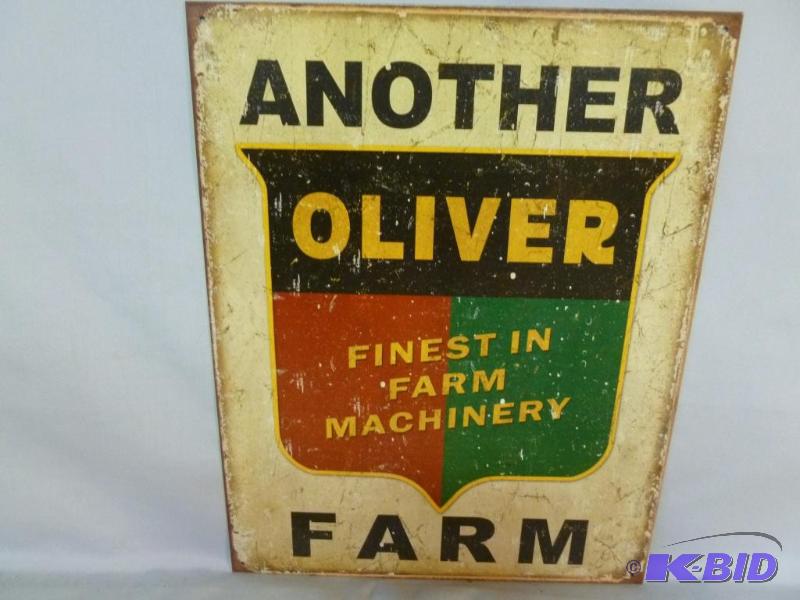 ANOTHER
OLIVER
FINEST IN
FARM
MACHINERY
FARM
© K-BID